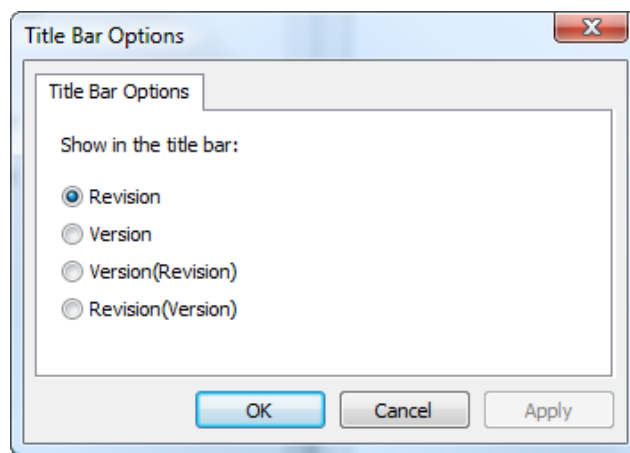 Title Bar Options
Title Bar Options
Show in the title bar:
Revision
Version
Version(Revision)
Revision(Version)
OK Cancel Apply